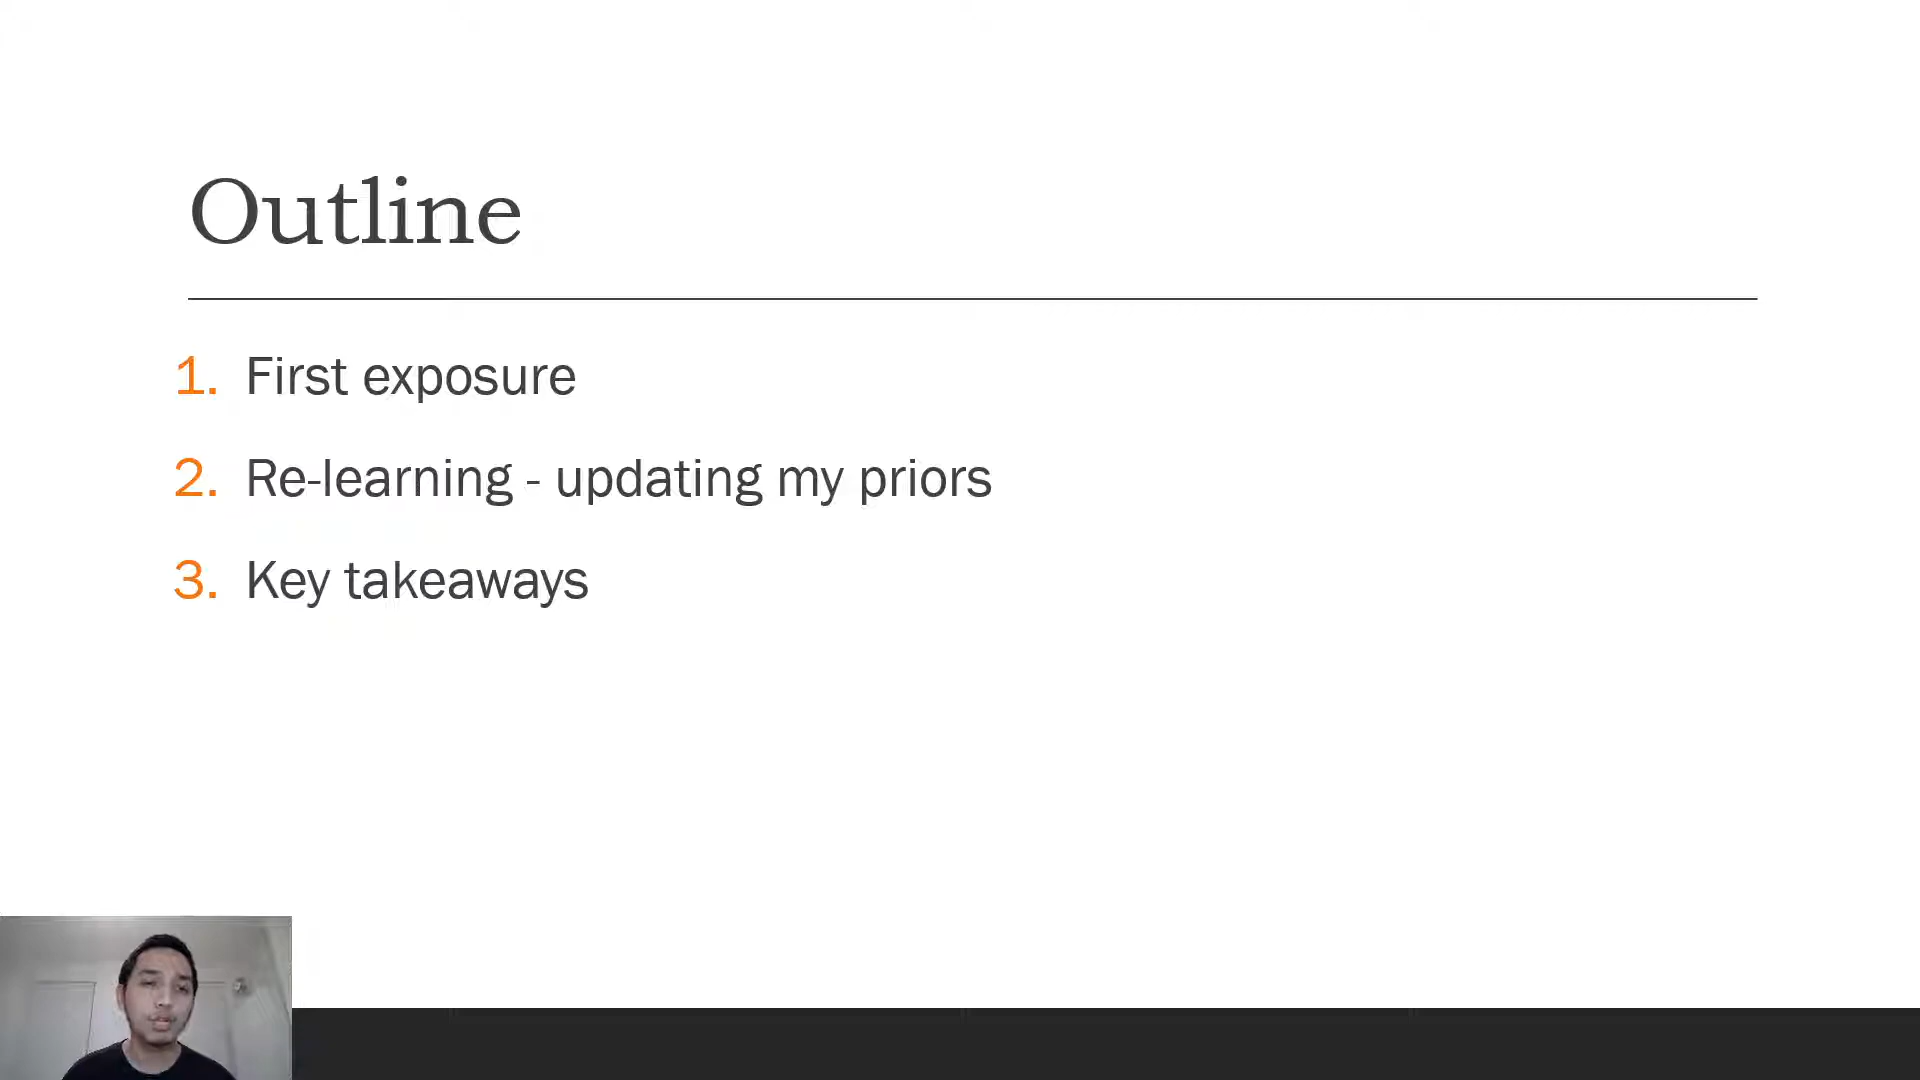 Outline
1. First exposure
2. Re-learning - updating my priors
3. Key takeaways